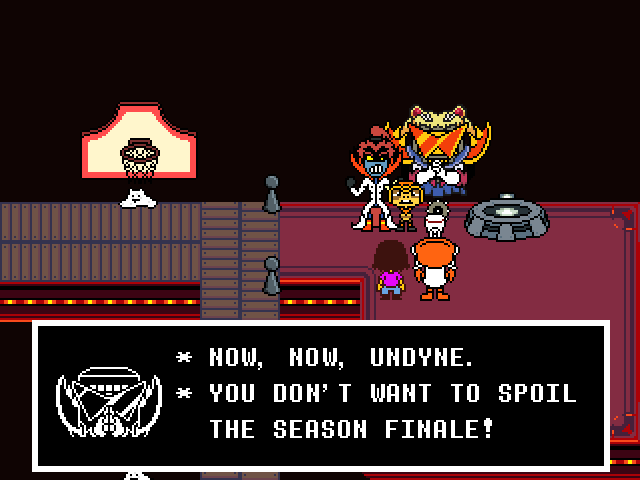 * NOW, NOW, UNDYNE.
* YOU DON'T WANT TO SPOIL
THE SEASON FINALE!